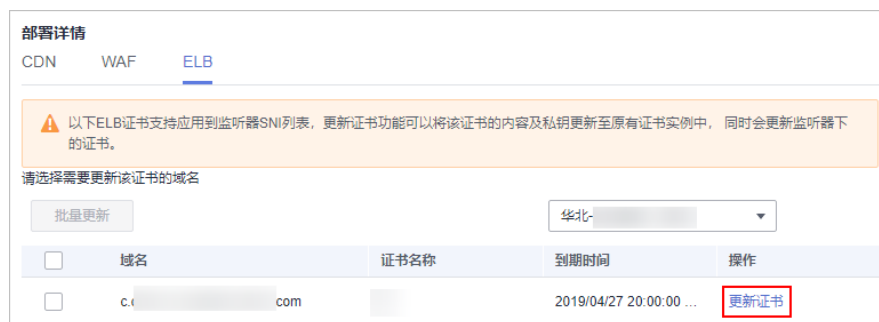 部署详情
CDN WAF ELB
以下ELB证书支持应用到监听器SNI列表，更新证书功能可以将该证书的内容及私钥更新至原有证书实例中， 同时会更新监听器下
的证书。
请选择需要更新该证书的域名
批量更新 华北-
域名 证书名称 到期时间 操作
c. com 2019/04/27 20:00:00 ... 更新证书